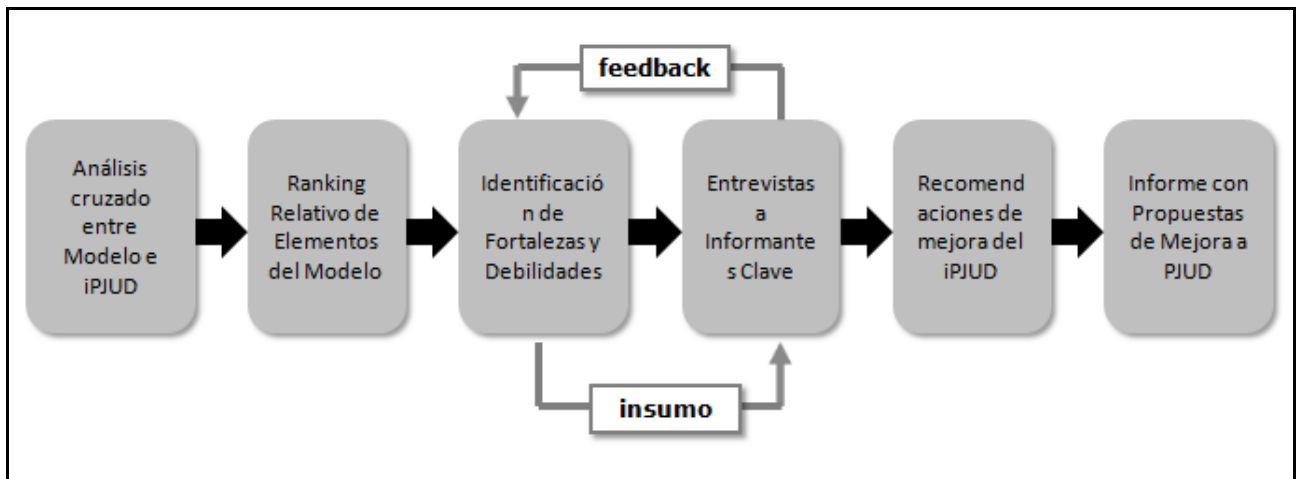 feedback
Análisis
cruzado
entre
Modelo e
iPJUD
Ranking
Relativo de
Elementos
del Modelo
Identificació
n de
Fortalezas y
Debilidades
Entrevistas
a
Informante
s Clave
Recomend
aciones de
mejora del
iPJUD
Informe con
Propuestas
de Mejora a
PJUD
insumo